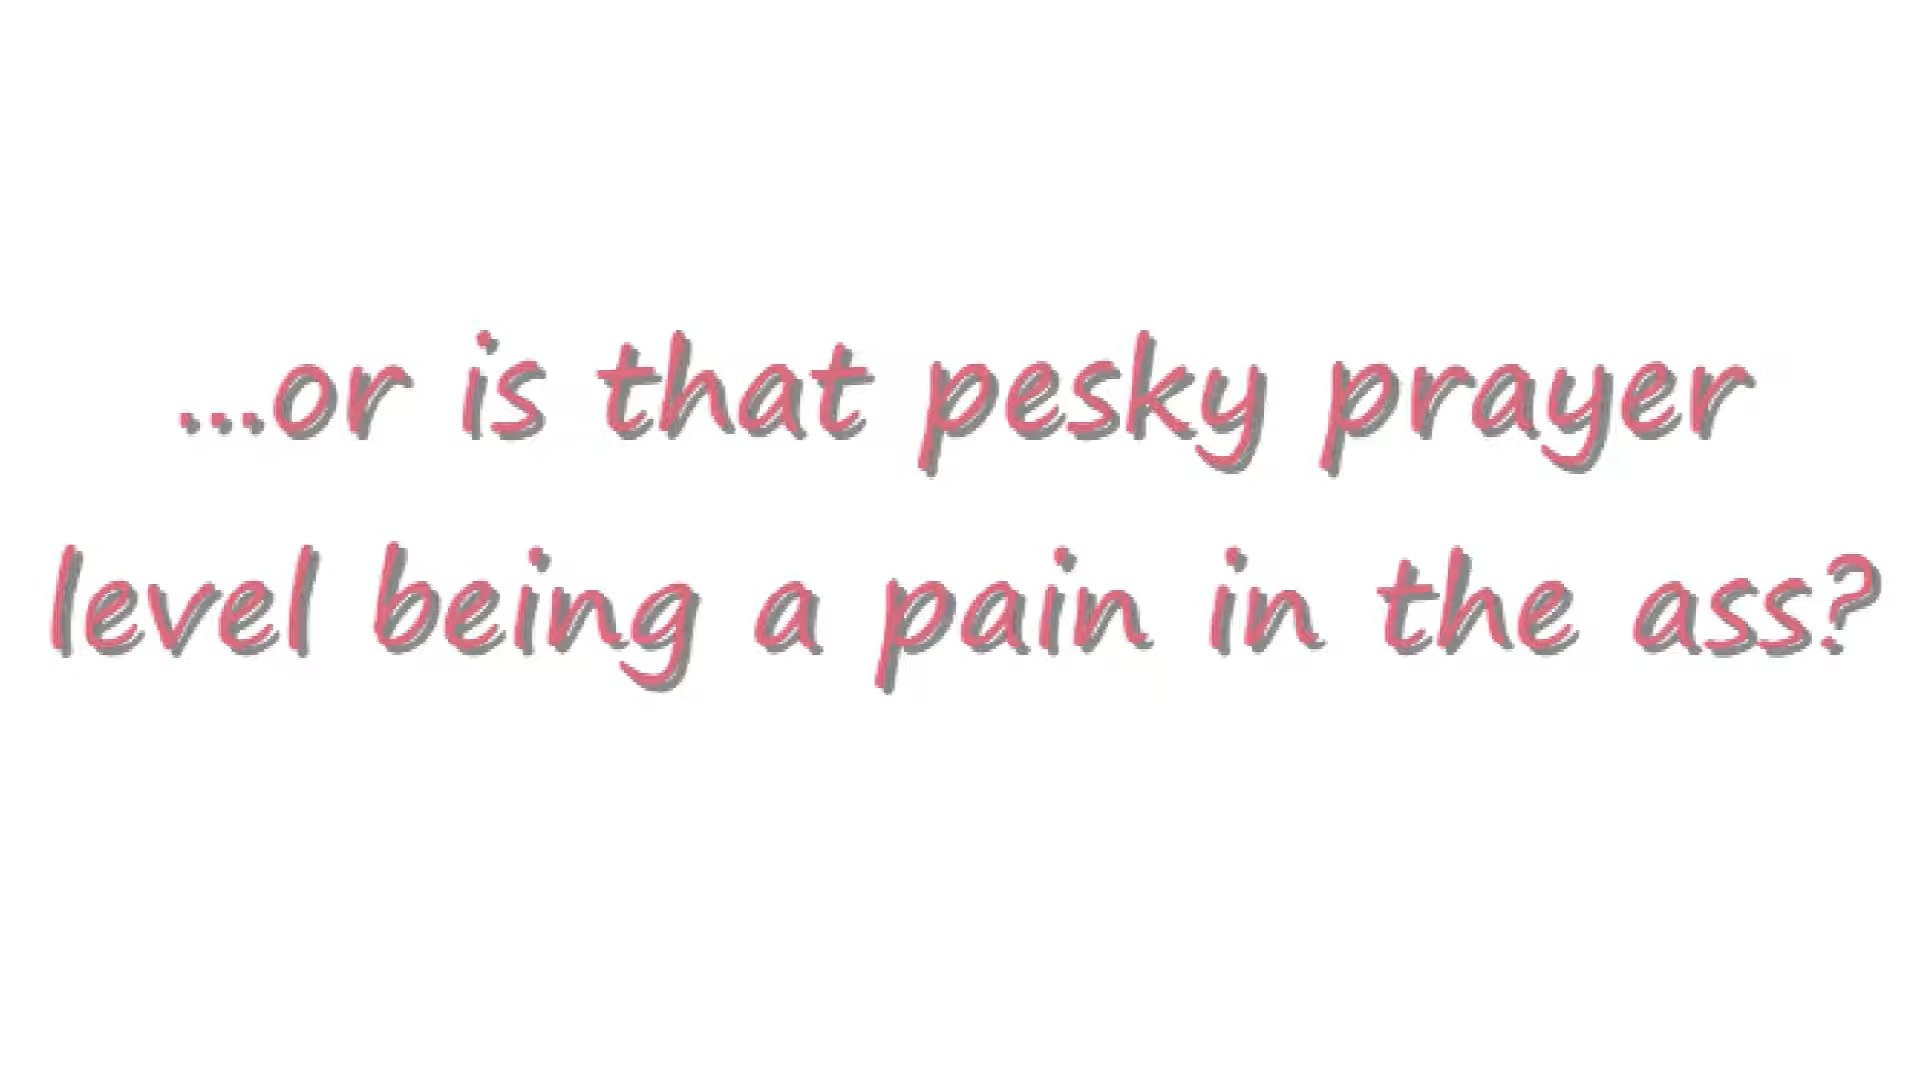 ...or is that pesky prayer
level being a pain in the ass?